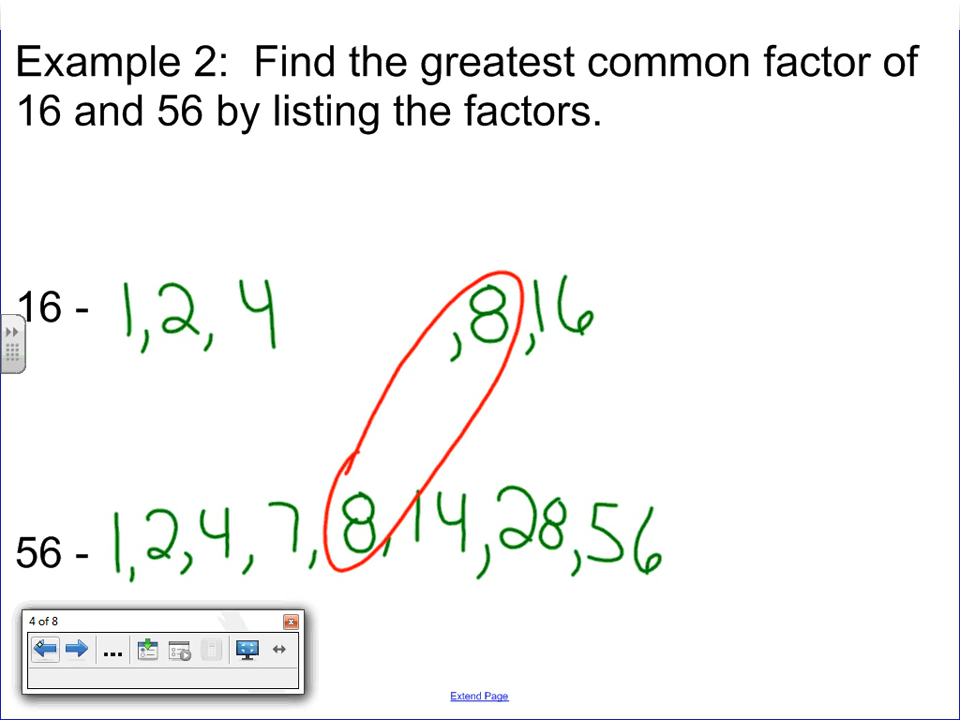 Example 2:  Find the greatest common factor of
16 and 56 by listing the factors.
16 - 1, 2, 4 , 8, 16
56 - 1, 2, 4, 7, 8, 14, 28, 56
4 of 8
...
Extend Page